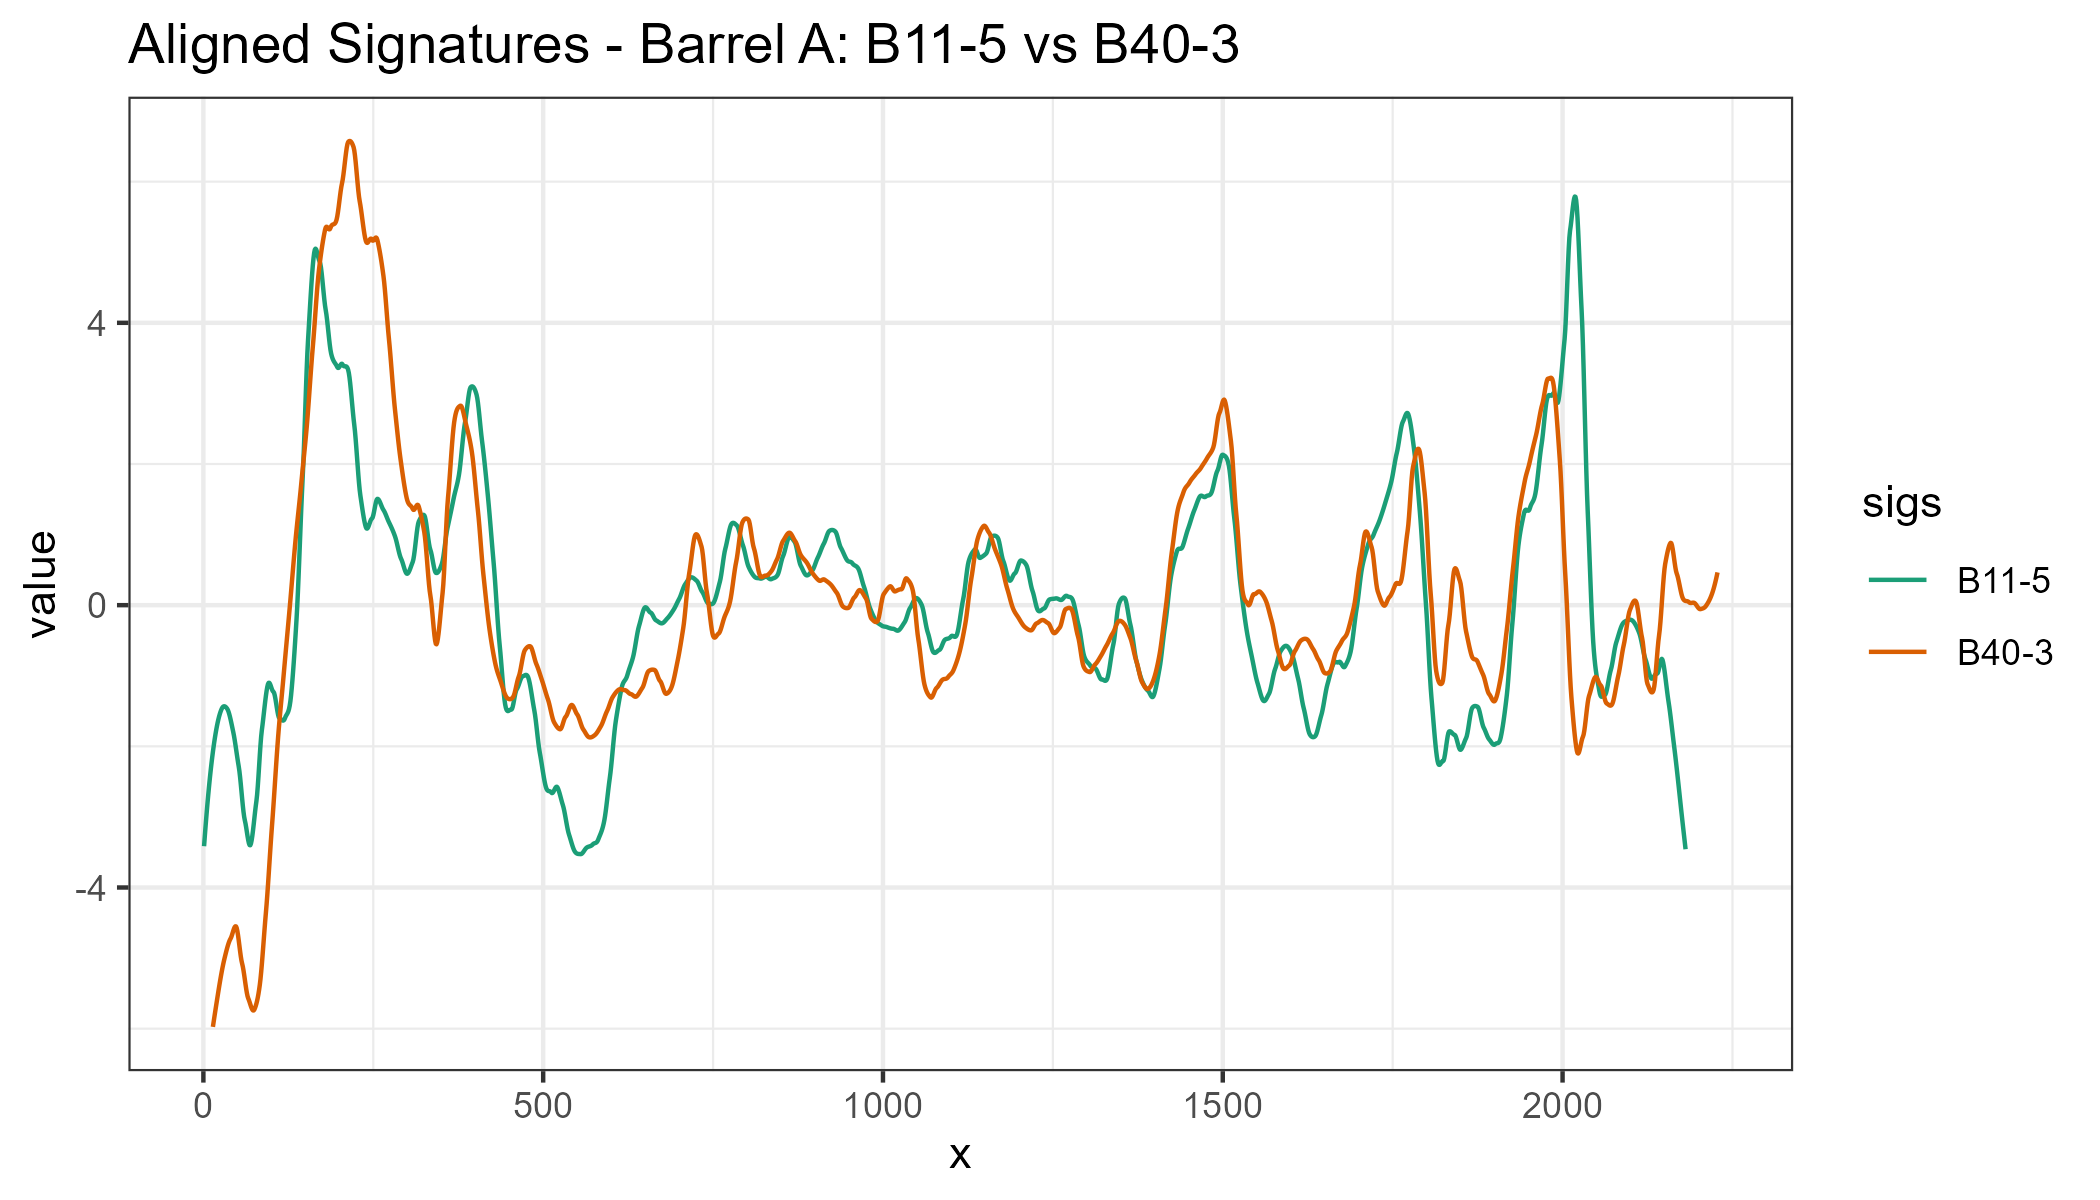 Aligned Signatures - Barrel A: B11-5 vs B40-3
value
4
0
-4
0
500
1000
1500
2000
x
sigs
B11-5
B40-3